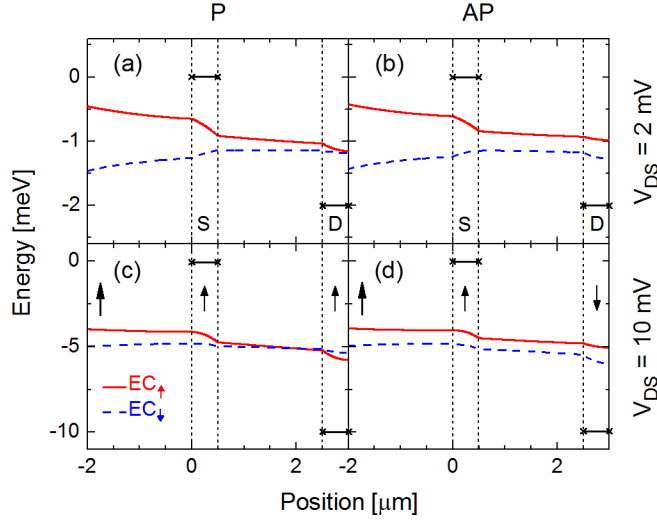 P AP
(a) (b)
0
-1
-2
S D S D
V_DS = 2 mV
Energy [meV]
(c) (d)
0
-5
-10
EC↑
EC↓
V_DS = 10 mV
-2 0 2 -2 0 2
Position [µm]